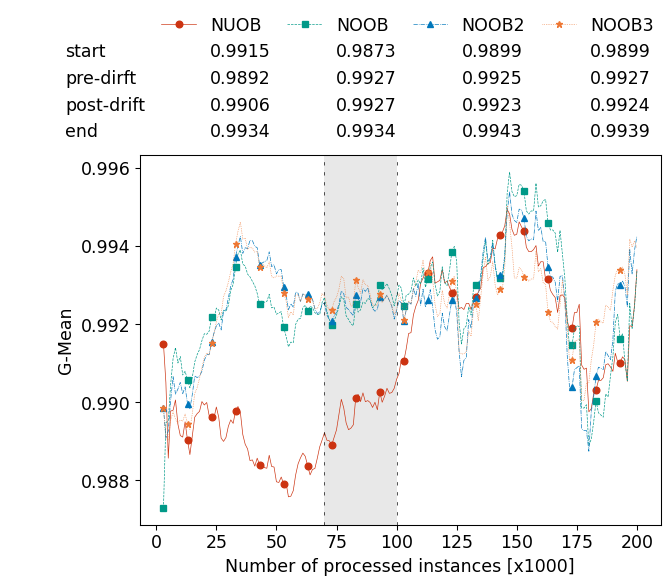 NUOB NOOB NOOB2 NOOB3
start 0.9915 0.9873 0.9899 0.9899
pre-dirft 0.9892 0.9927 0.9925 0.9927
post-drift 0.9906 0.9927 0.9923 0.9924
end 0.9934 0.9934 0.9943 0.9939
0.996
0.994
0.992
0.990
0.988
G-Mean
0 25 50 75 100 125 150 175 200
Number of processed instances [x1000]